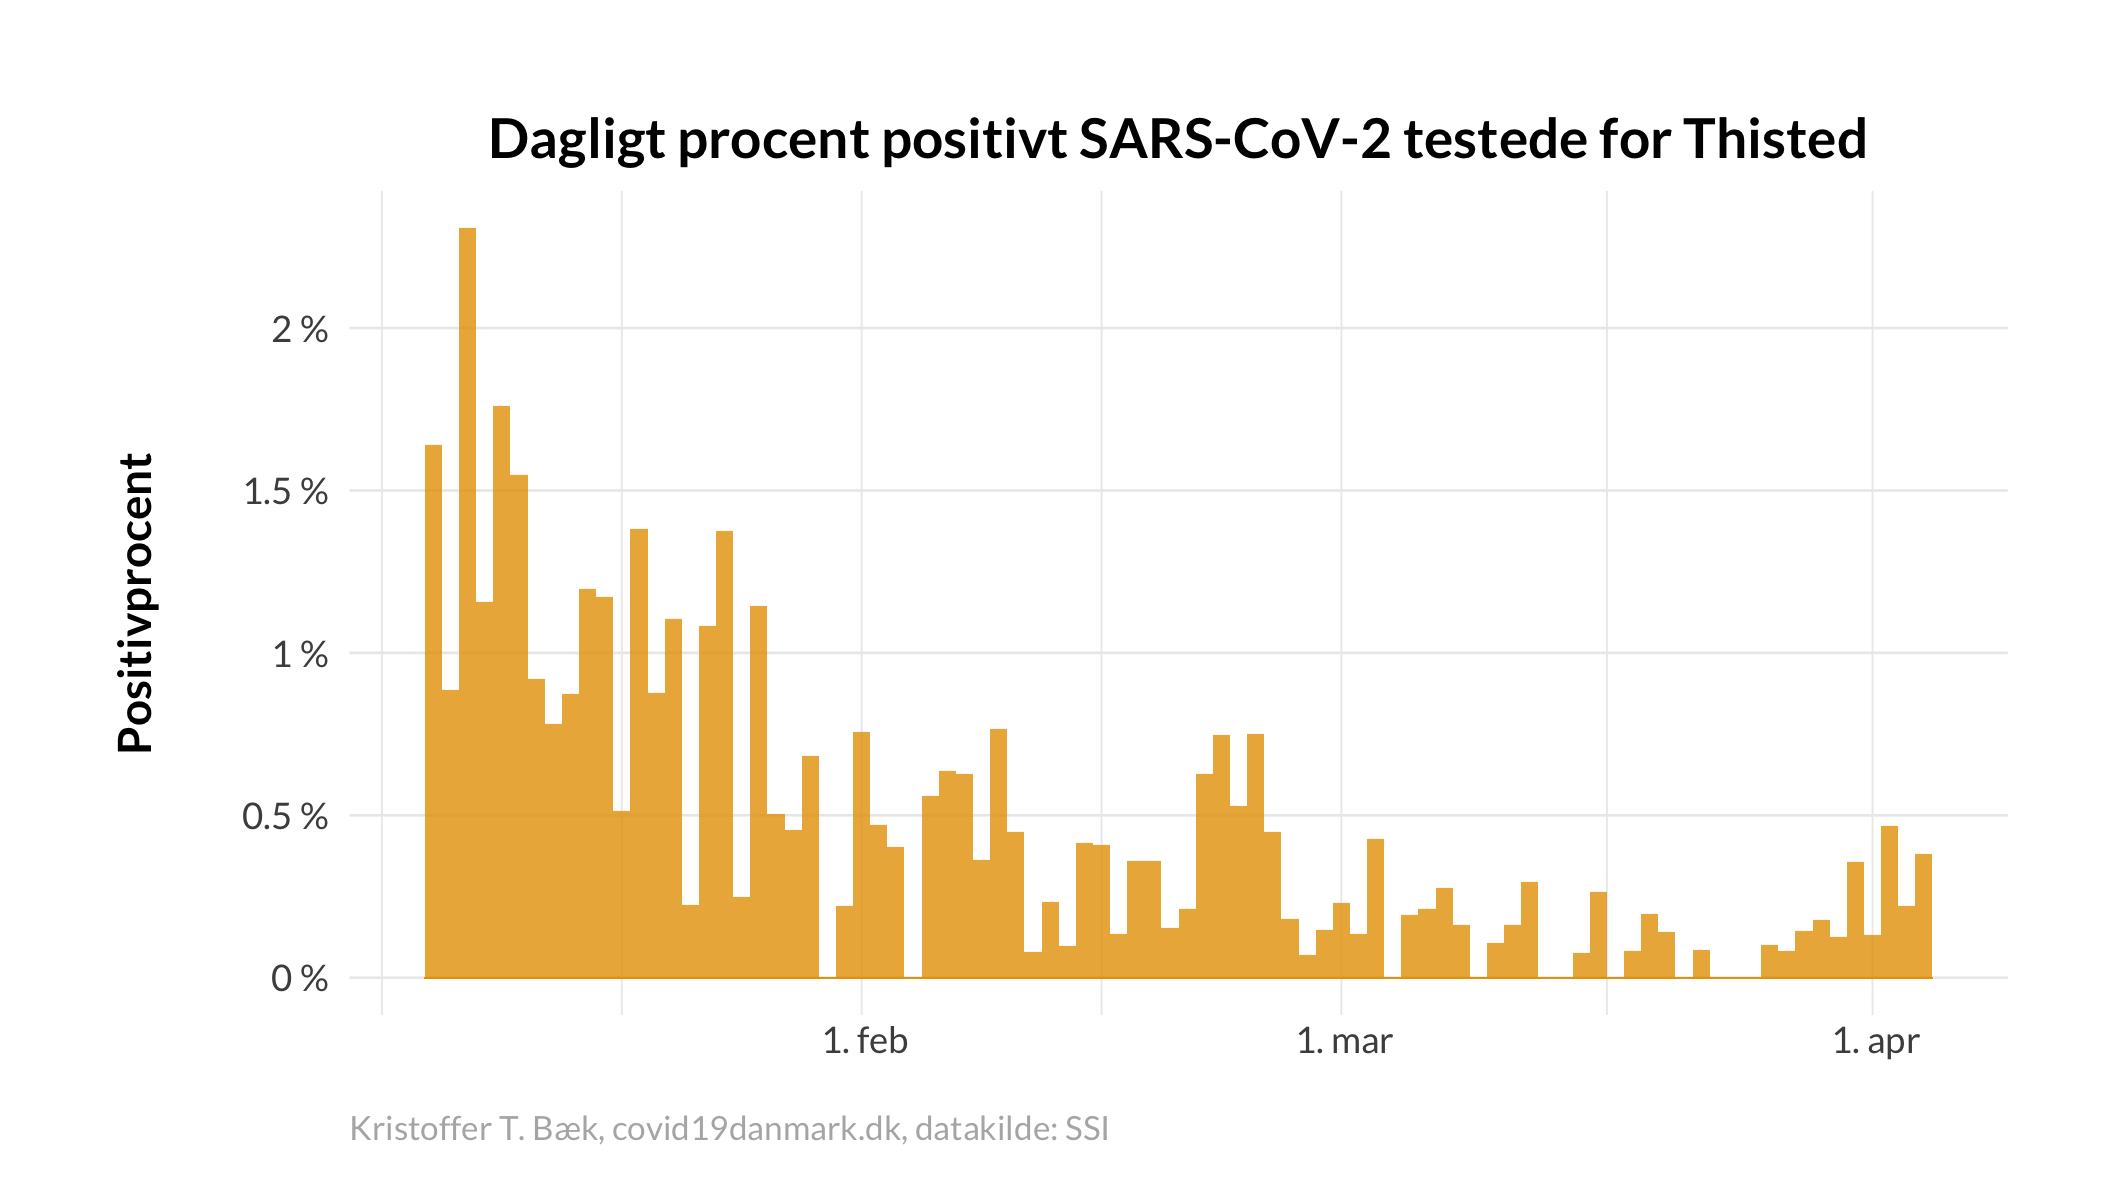 Dagligt procent positivt SARS-CoV-2 testede for Thisted
Positivprocent
2 %
1.5 %
1 %
0.5 %
0 %
1. feb
1. mar
1. apr
Kristoffer T. Bæk, covid19danmark.dk, datakilde: SSI